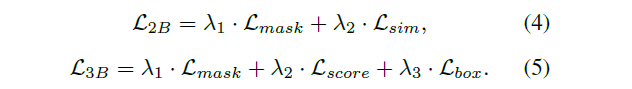 ℒ₂B = λ₁ · ℒmask + λ₂ · ℒsim, (4)
ℒ₃B = λ₁ · ℒmask + λ₂ · ℒscore + λ₃ · ℒbox. (5)